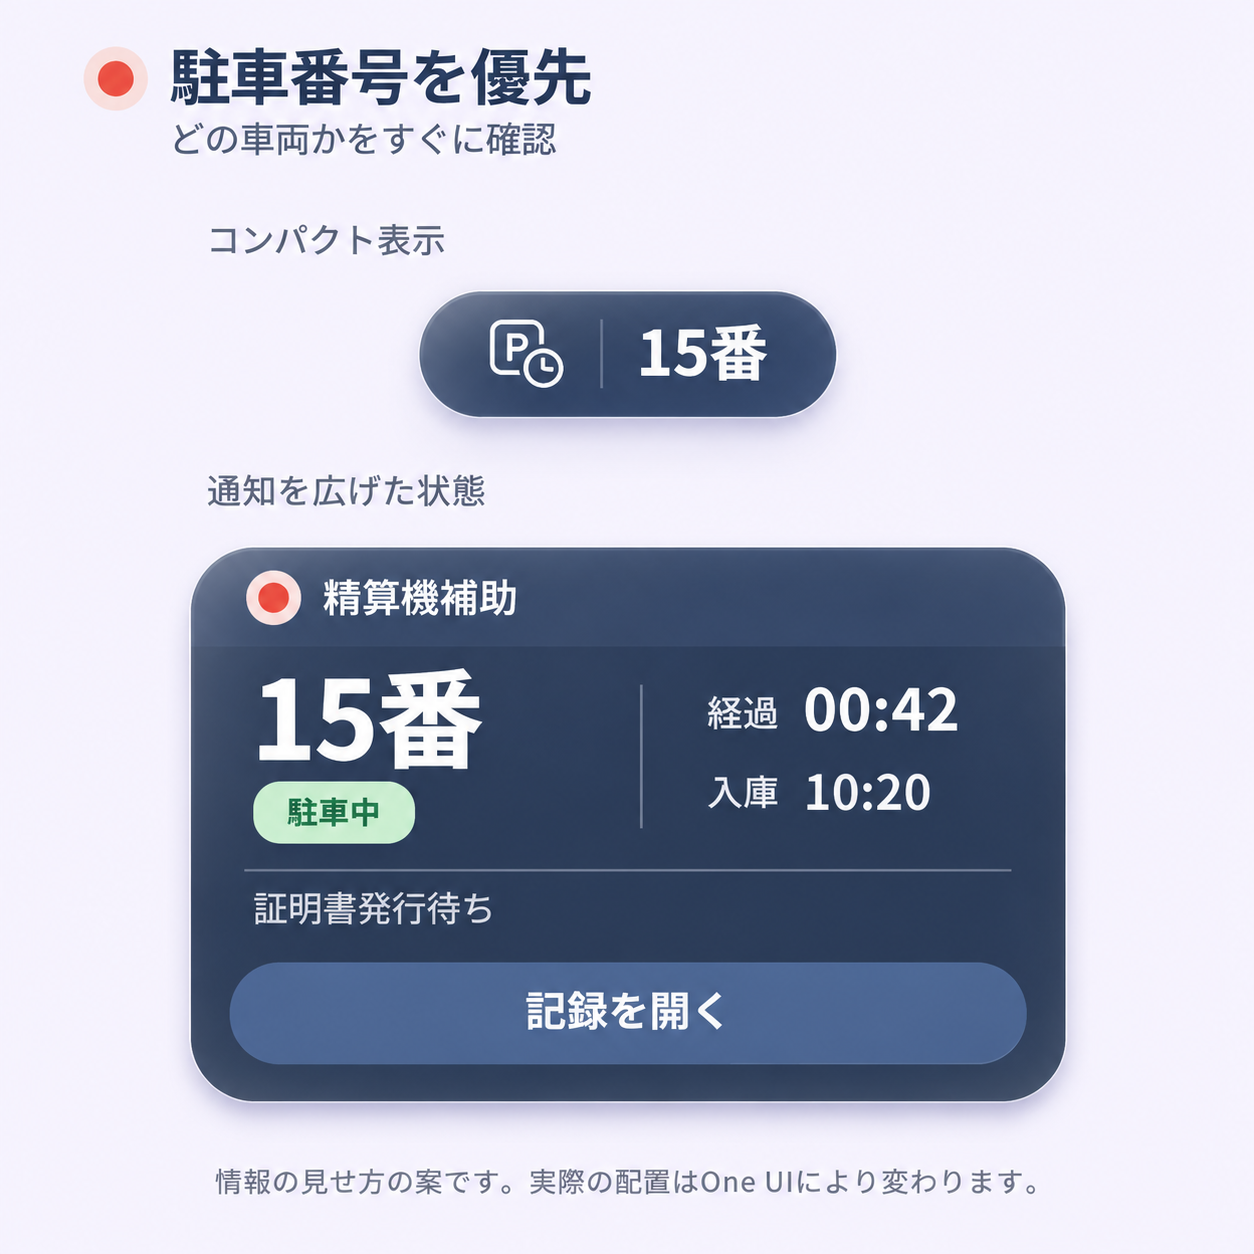 駐車番号を優先
どの車両かをすぐに確認
コンパクト表示
P 15番
通知を広げた状態
精算機補助
15番
駐車中
経過 00:42
入庫 10:20
証明書発行待ち
記録を開く
情報の見せ方の案です。実際の配置はOne UIにより変わります。